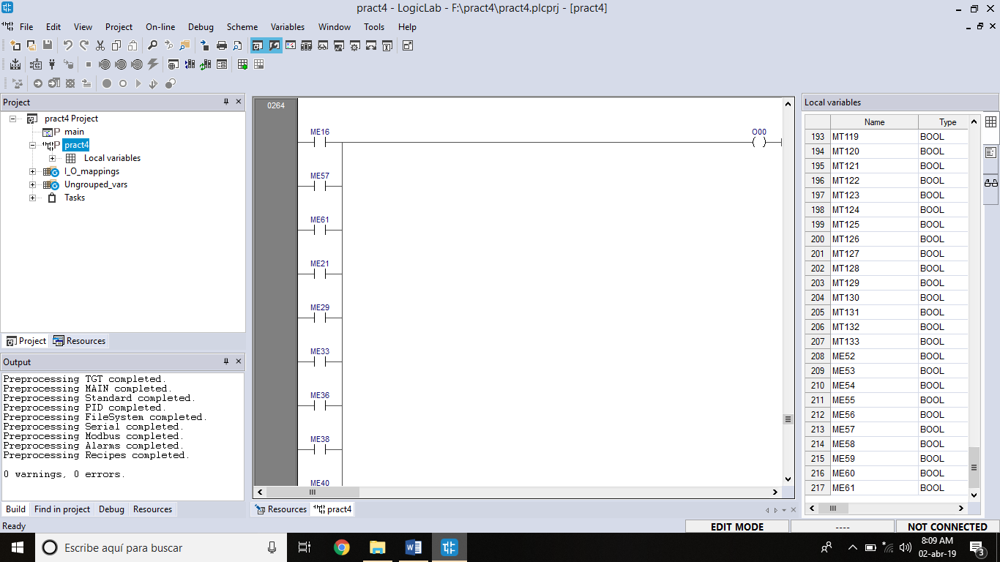 pract4 - LogicLab - F:\pract4\pract4.plcprj - [pract4]
File Edit View Project On-line Debug Scheme Variables Window Tools Help
Project
pract4 Project
main
pract4
Local variables
I_O_mappings
Ungrouped_vars
Tasks
Project Resources
Output
Preprocessing TGT completed.
Preprocessing MAIN completed.
Preprocessing Standard completed.
Preprocessing PID completed.
Preprocessing FileSystem completed.
Preprocessing Serial completed.
Preprocessing Modbus completed.
Preprocessing Alarms completed.
Preprocessing Recipes completed.
0 warnings, 0 errors.
Build Find in project Debug Resources
0264
ME16 O00
ME57
ME61
ME21
ME29
ME33
ME36
ME38
ME40
Resources pract4
Local variables
Name Type
193 MT119 BOOL
194 MT120 BOOL
195 MT121 BOOL
196 MT122 BOOL
197 MT123 BOOL
198 MT124 BOOL
199 MT125 BOOL
200 MT126 BOOL
201 MT127 BOOL
202 MT128 BOOL
203 MT129 BOOL
204 MT130 BOOL
205 MT131 BOOL
206 MT132 BOOL
207 MT133 BOOL
208 ME52 BOOL
209 ME53 BOOL
210 ME54 BOOL
211 ME55 BOOL
212 ME56 BOOL
213 ME57 BOOL
214 ME58 BOOL
215 ME59 BOOL
216 ME60 BOOL
217 ME61 BOOL
Ready EDIT MODE ---- NOT CONNECTED
Escribe aquí para buscar
8:09 AM
02-abr-19
3